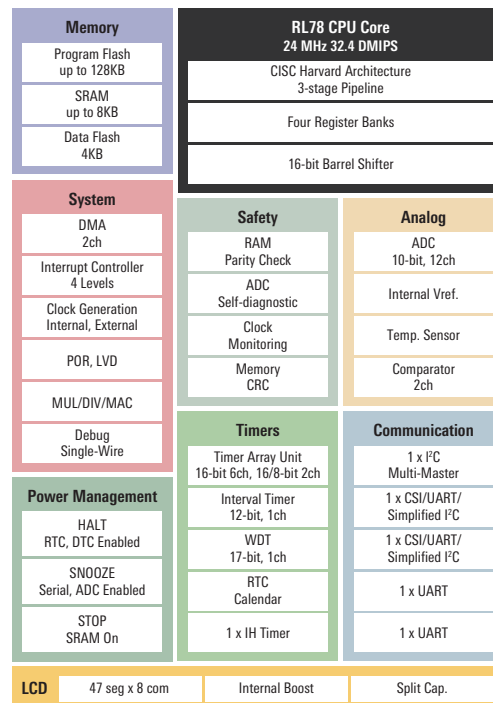 Memory
Program Flash
up to 128KB
SRAM
up to 8KB
Data Flash
4KB
RL78 CPU Core
24 MHz 32.4 DMIPS
CISC Harvard Architecture
3-stage Pipeline
Four Register Banks
16-bit Barrel Shifter
System
DMA
2ch
Interrupt Controller
4 Levels
Clock Generation
Internal, External
POR, LVD
MUL/DIV/MAC
Debug
Single-Wire
Safety
RAM
Parity Check
ADC
Self-diagnostic
Clock
Monitoring
Memory
CRC
Analog
ADC
10-bit, 12ch
Internal Vref.
Temp. Sensor
Comparator
2ch
Power Management
HALT
RTC, DTC Enabled
SNOOZE
Serial, ADC Enabled
STOP
SRAM On
Timers
Timer Array Unit
16-bit 6ch, 16/8-bit 2ch
Interval Timer
12-bit, 1ch
WDT
17-bit, 1ch
RTC
Calendar
1 x IH Timer
Communication
1 x I²C
Multi-Master
1 x CSI/UART/
Simplified I²C
1 x CSI/UART/
Simplified I²C
1 x UART
1 x UART
LCD 47 seg x 8 com Internal Boost Split Cap.